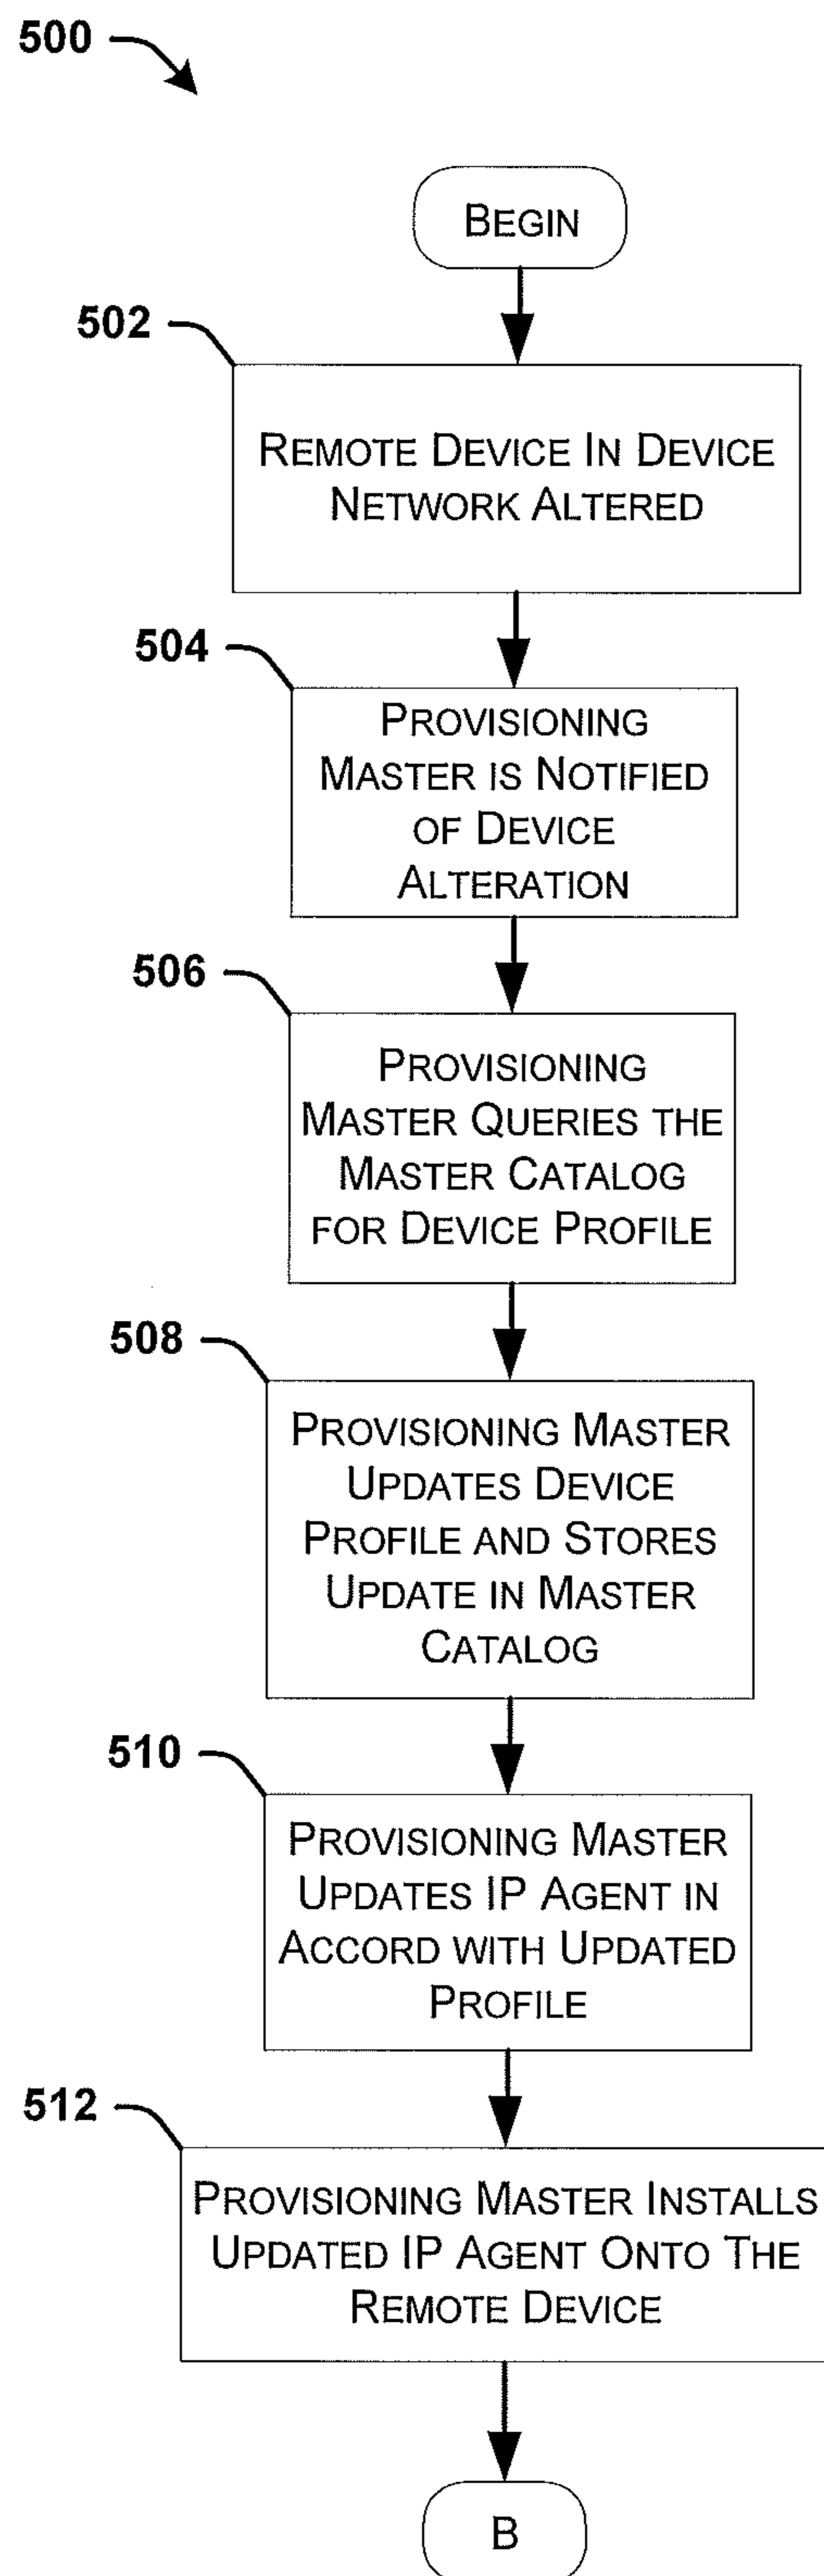 500
BEGIN
502
REMOTE DEVICE IN DEVICE
NETWORK ALTERED
504
PROVISIONING
MASTER IS NOTIFIED
OF DEVICE
ALTERATION
506
PROVISIONING
MASTER QUERIES THE
MASTER CATALOG
FOR DEVICE PROFILE
508
PROVISIONING MASTER
UPDATES DEVICE
PROFILE AND STORES
UPDATE IN MASTER
CATALOG
510
PROVISIONING MASTER
UPDATES IP AGENT IN
ACCORD WITH UPDATED
PROFILE
512
PROVISIONING MASTER INSTALLS
UPDATED IP AGENT ONTO THE
REMOTE DEVICE
B